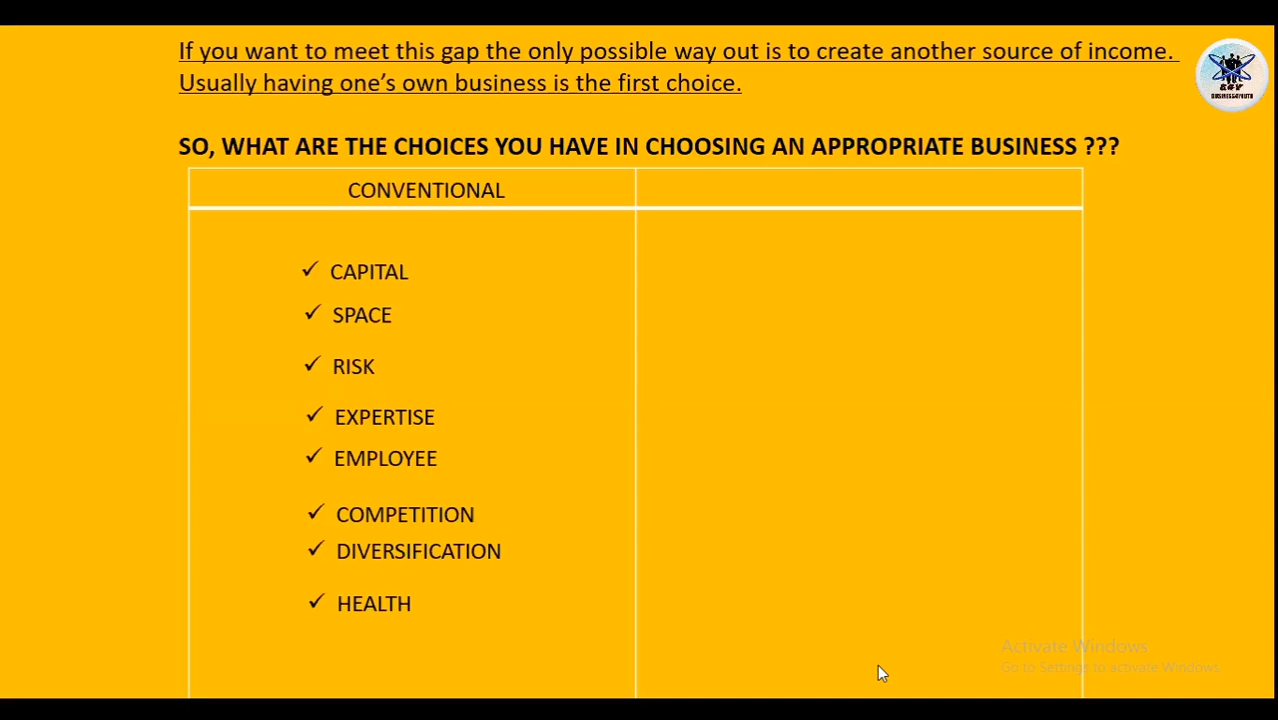 If you want to meet this gap the only possible way out is to create another source of income.
Usually having one's own business is the first choice.
SO, WHAT ARE THE CHOICES YOU HAVE IN CHOOSING AN APPROPRIATE BUSINESS ???
CONVENTIONAL
✓ CAPITAL
✓ SPACE
✓ RISK
✓ EXPERTISE
✓ EMPLOYEE
✓ COMPETITION
✓ DIVERSIFICATION
✓ HEALTH
Activate Windows
Go to Settings to activate Windows.